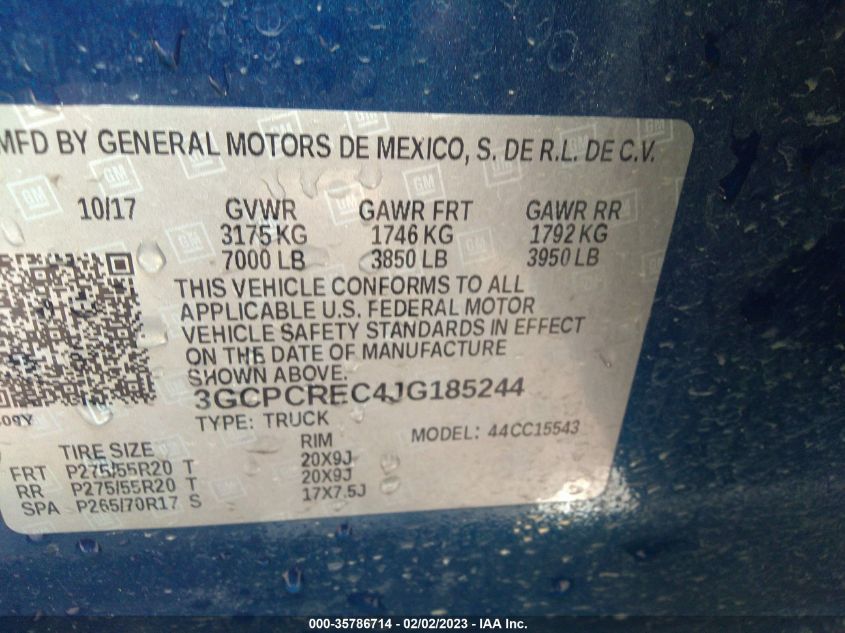 MFD BY GENERAL MOTORS DE MEXICO, S. DE R.L. DE C.V.
10/17 GVWR GAWR FRT GAWR RR
3175 KG 1746 KG 1792 KG
7000 LB 3850 LB 3950 LB
THIS VEHICLE CONFORMS TO ALL
APPLICABLE U.S. FEDERAL MOTOR
VEHICLE SAFETY STANDARDS IN EFFECT
ON THE DATE OF MANUFACTURE
SHOWN ABOVE.
3GCPCREC4JG185244
TYPE: TRUCK MODEL: 44CC15543
TIRE SIZE RIM
FRT P275/55R20 T 20X9J
RR P275/55R20 T 20X9J
SPA P265/70R17 S 17X7.5J
GM
000-35786714 - 02/02/2023 - IAA Inc.